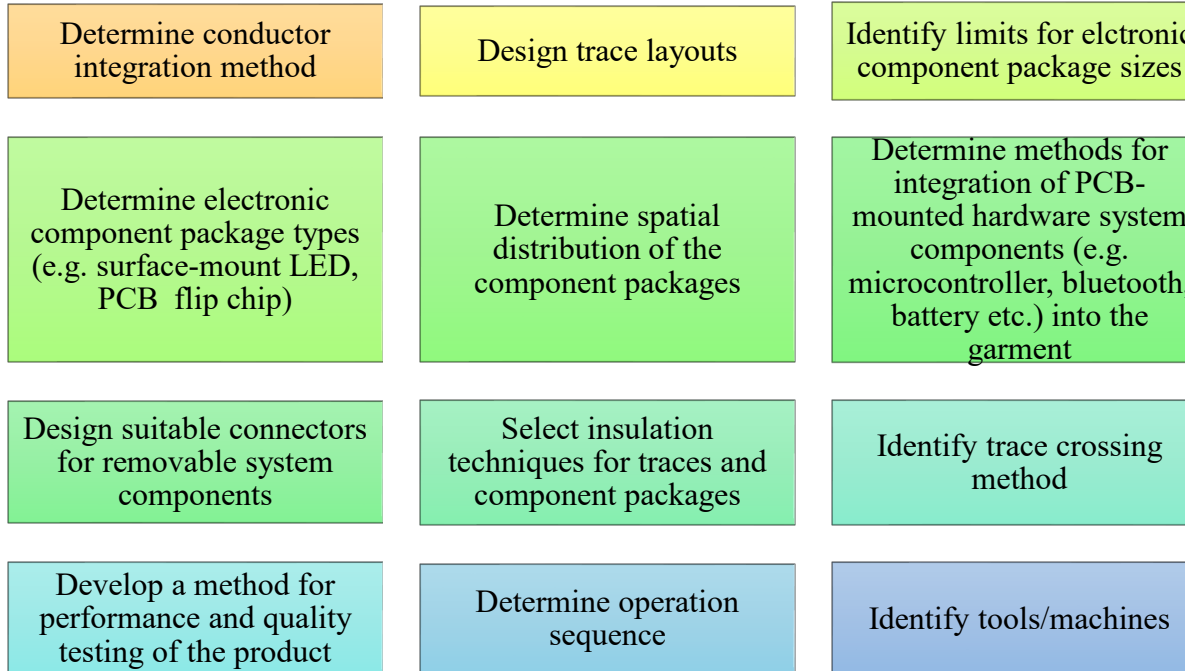 Determine conductor
integration method
Design trace layouts
Identify limits for elctronic
component package sizes
Determine electronic
component package types
(e.g. surface-mount LED,
PCB  flip chip)
Determine spatial
distribution of the
component packages
Determine methods for
integration of PCB-
mounted hardware system
components (e.g.
microcontroller, bluetooth,
battery etc.) into the
garment
Design suitable connectors
for removable system
components
Select insulation
techniques for traces and
component packages
Identify trace crossing
method
Develop a method for
performance and quality
testing of the product
Determine operation
sequence
Identify tools/machines